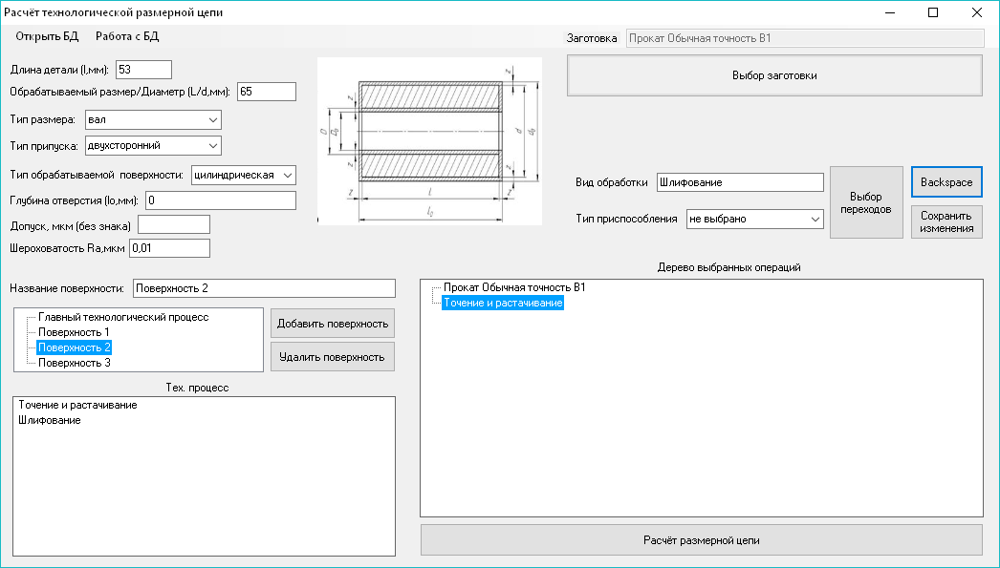 Расчёт технологической размерной цепи
Открыть БД Работа с БД
Заготовка Прокат Обычная точность В1
Выбор заготовки
Длина детали (l,мм): 53
Обрабатываемый размер/Диаметр (L/d,мм): 65
Тип размера: вал
Тип припуска: двухсторонний
Тип обрабатываемой поверхности: цилиндрическая
Глубина отверстия (lо,мм): 0
Допуск, мкм (без знака)
Шероховатость Ra,мкм 0,01
z
z
D
D₀
d
d₀
z
z
z
l
z
l₀
Вид обработки Шлифование
Тип приспособления не выбрано
Выбор
переходов
Backspace
Сохранить
изменения
Название поверхности: Поверхность 2
Главный технологический процесс
Поверхность 1
Поверхность 2
Поверхность 3
Добавить поверхность
Удалить поверхность
Тех. процесс
Точение и растачивание
Шлифование
Дерево выбранных операций
Прокат Обычная точность В1
Точение и растачивание
Расчёт размерной цепи